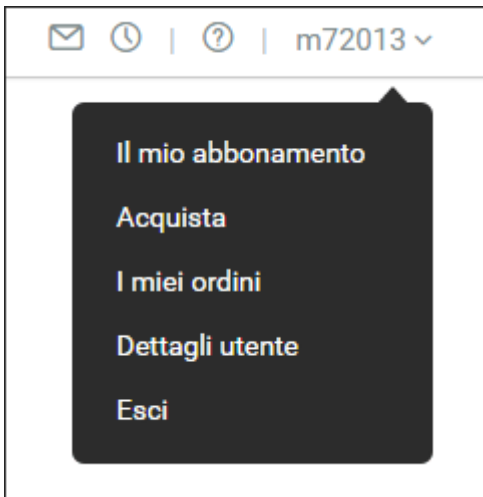 | | m72013
Il mio abbonamento
Acquista
I miei ordini
Dettagli utente
Esci